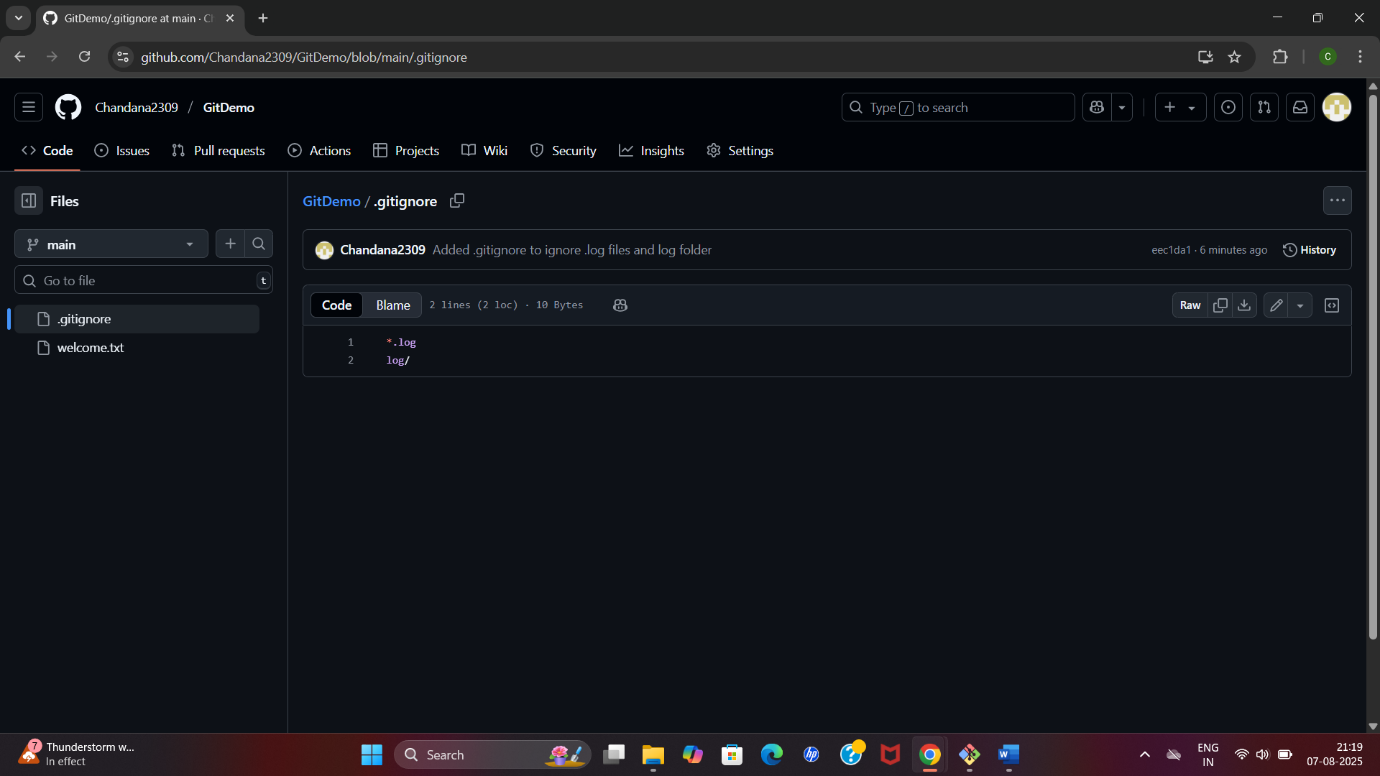 GitDemo/.gitignore at main · C
github.com/Chandana2309/GitDemo/blob/main/.gitignore
C
Chandana2309 / GitDemo
Type / to search
Code Issues Pull requests Actions Projects Wiki Security Insights Settings
Files
GitDemo / .gitignore
main
Chandana2309 Added .gitignore to ignore .log files and log folder eec1da1 · 6 minutes ago History
Go to file t
Code Blame 2 lines (2 loc) · 10 Bytes Raw
.gitignore
welcome.txt
1 *.log
2 log/
7 Thunderstorm w...
In effect
Search
hp
ENG
IN
21:19
07-08-2025